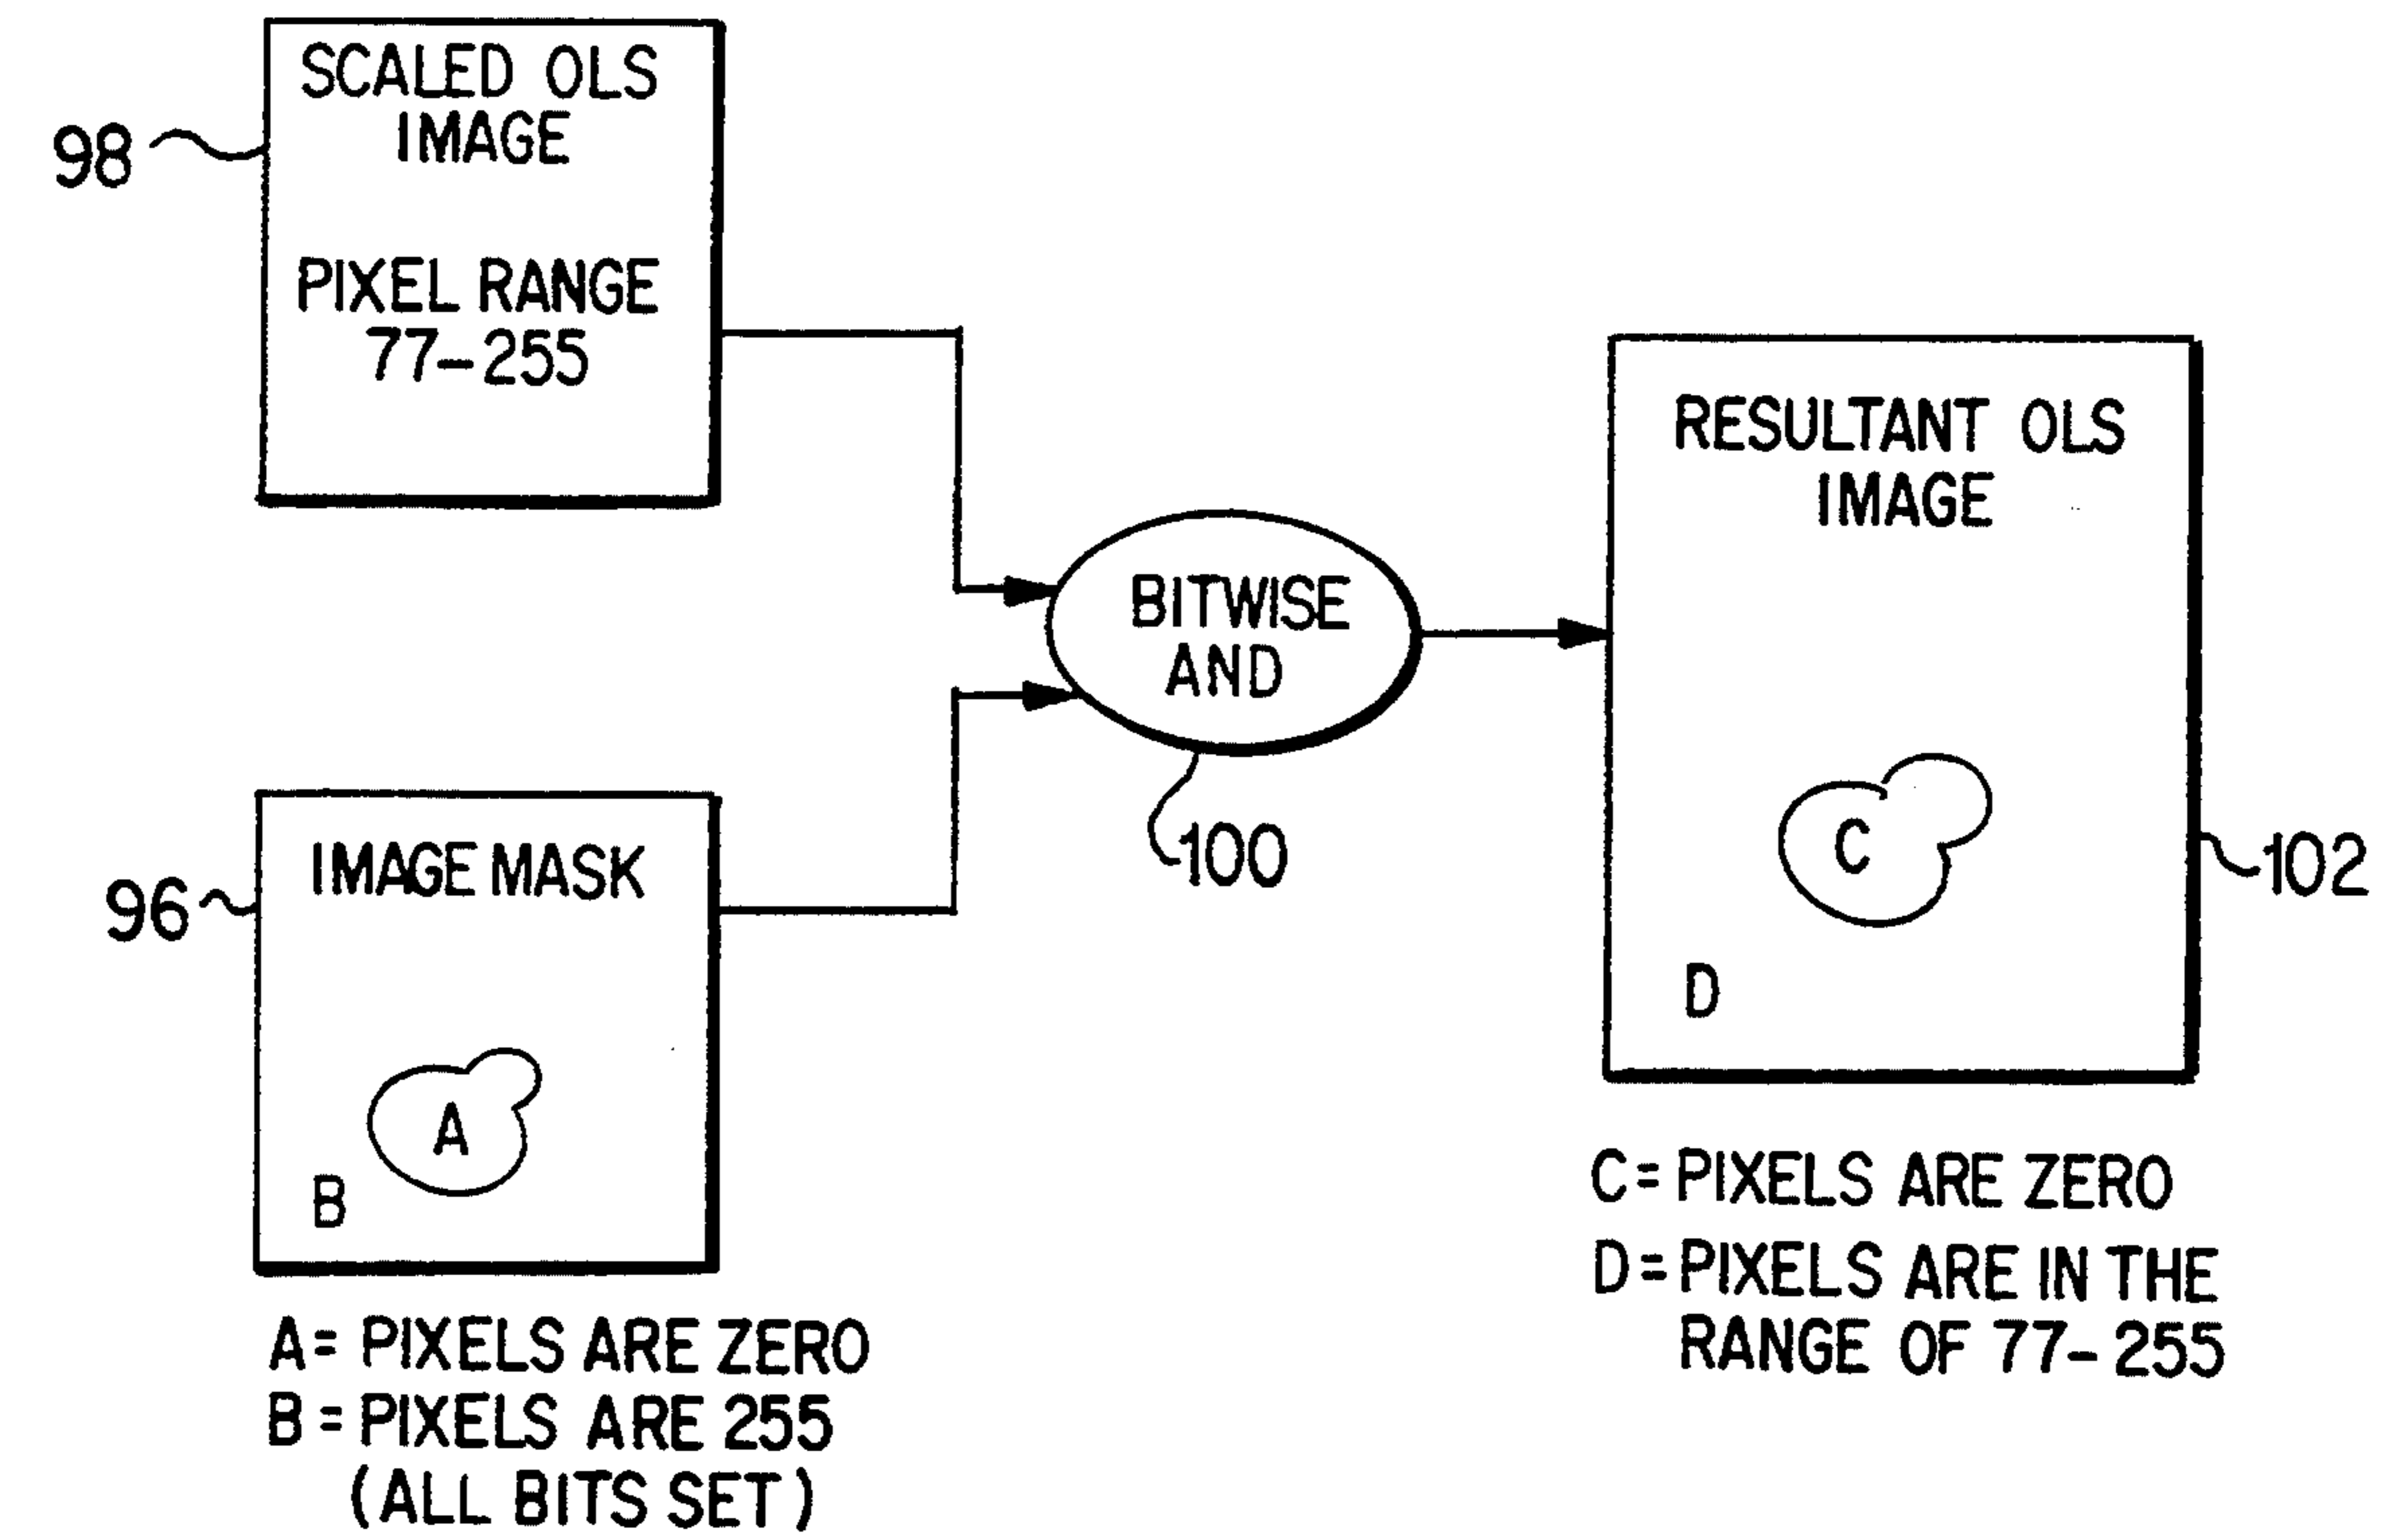 98
SCALED OLS
IMAGE
PIXEL RANGE
77-255
96
IMAGE MASK
A
B
A= PIXELS ARE ZERO
B= PIXELS ARE 255
(ALL BITS SET)
BITWISE
AND
100
RESULTANT OLS
IMAGE
C
D
102
C= PIXELS ARE ZERO
D= PIXELS ARE IN THE
RANGE OF 77-255